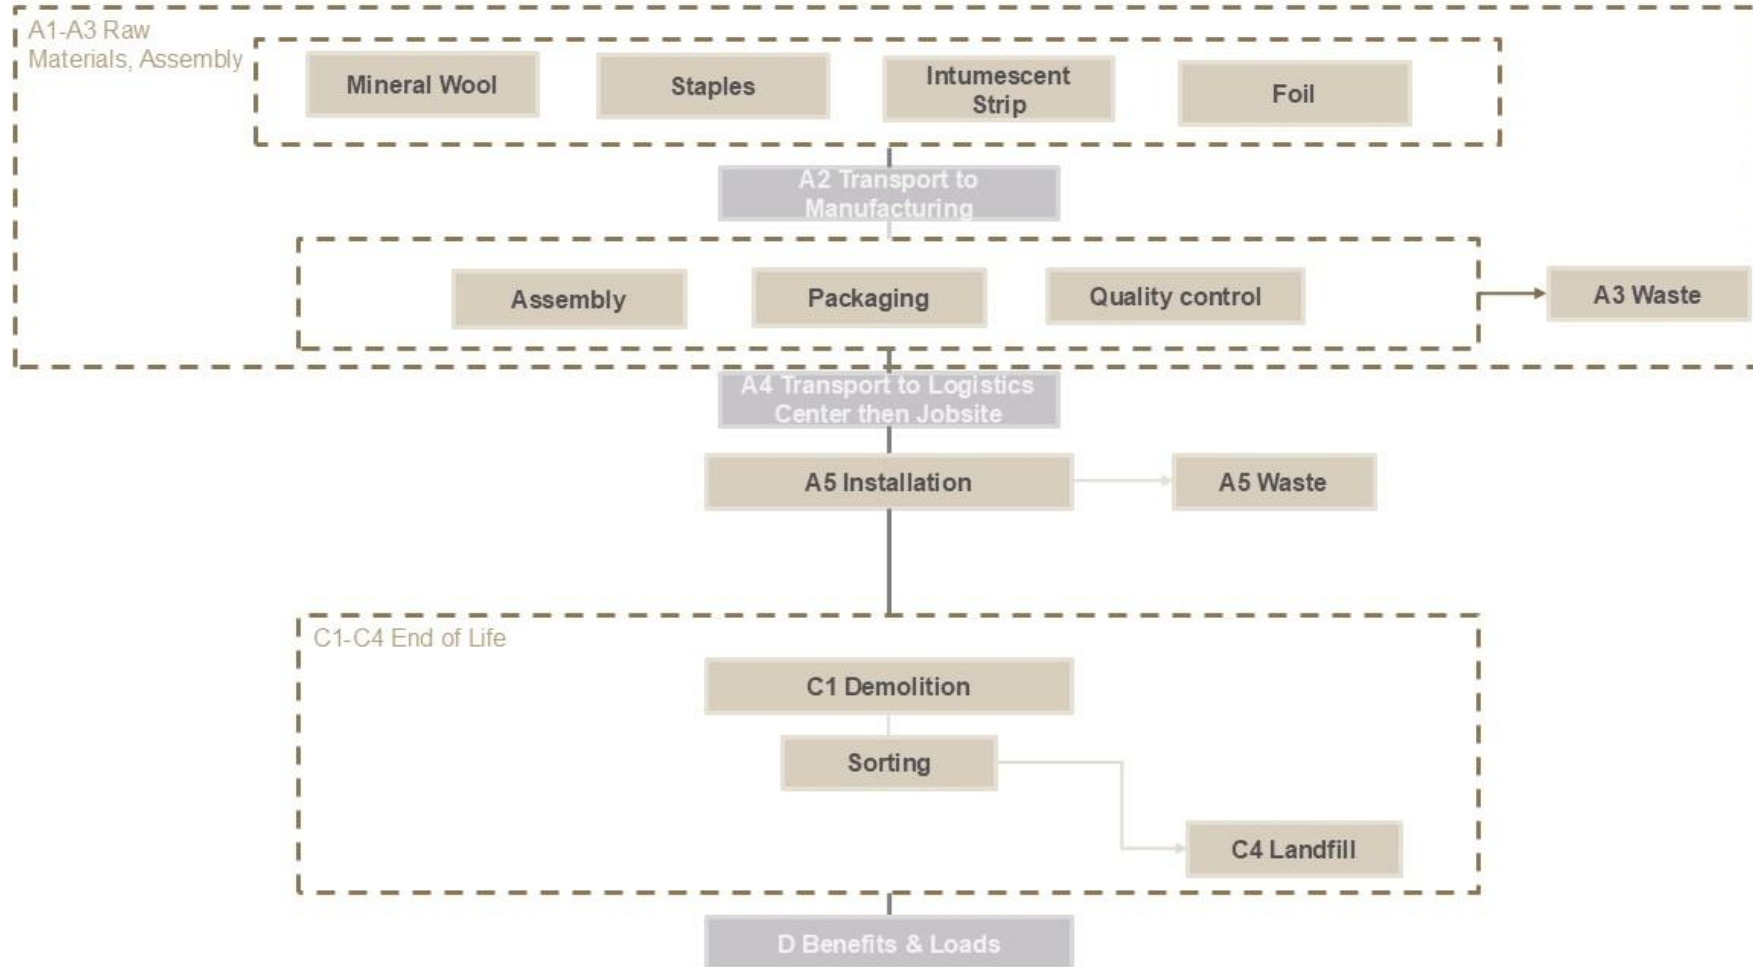 A1-A3 Raw
Materials, Assembly
Mineral Wool
Staples
Intumescent
Strip
Foil
A2 Transport to
Manufacturing
Assembly
Packaging
Quality control
A3 Waste
A4 Transport to Logistics
Center then Jobsite
A5 Installation
A5 Waste
C1-C4 End of Life
C1 Demolition
Sorting
C4 Landfill
D Benefits & Loads